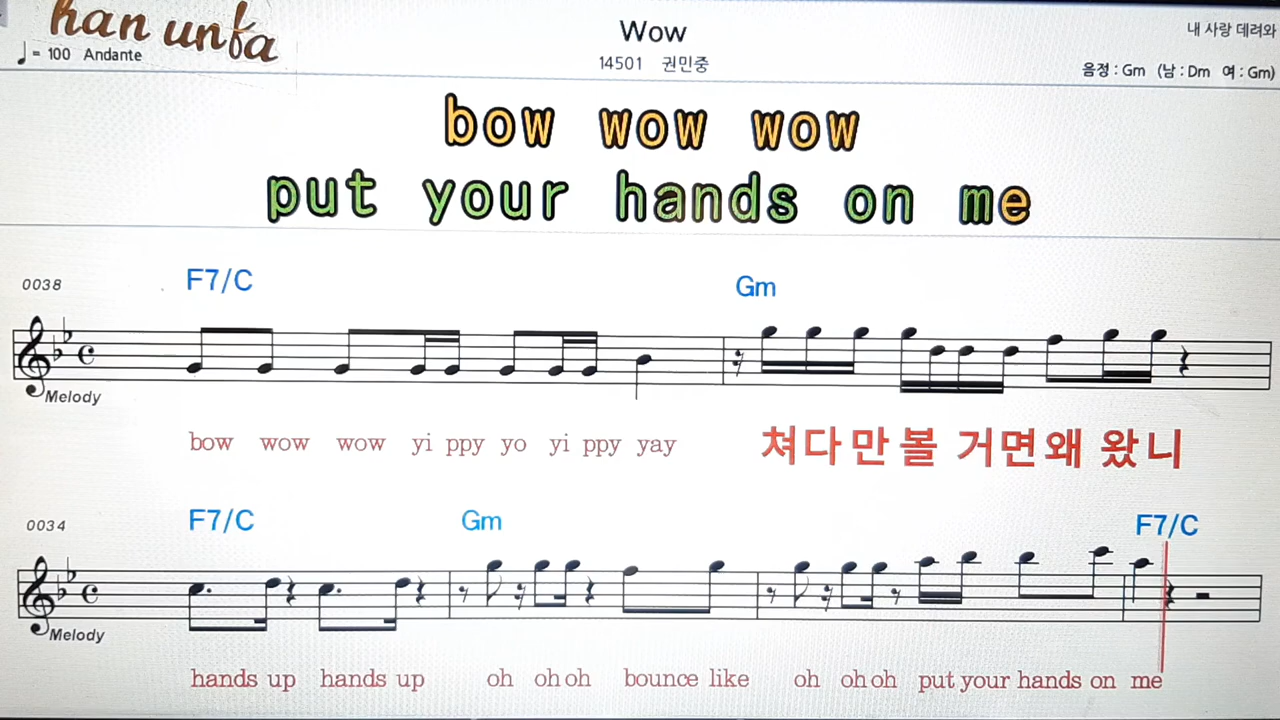 han unfa
Wow
내 사랑 데려와
♩= 100 Andante
14501 권민중
음정 : Gm (남 : Dm 여 : Gm)
bow wow wow
put your hands on me
0038 F7/C Gm
Melody
bow wow wow yi ppy yo yi ppy yay 쳐다만 볼 거면 왜 왔니
0034 F7/C Gm F7/C
Melody
hands up hands up oh oh oh bounce like oh oh oh put your hands on me